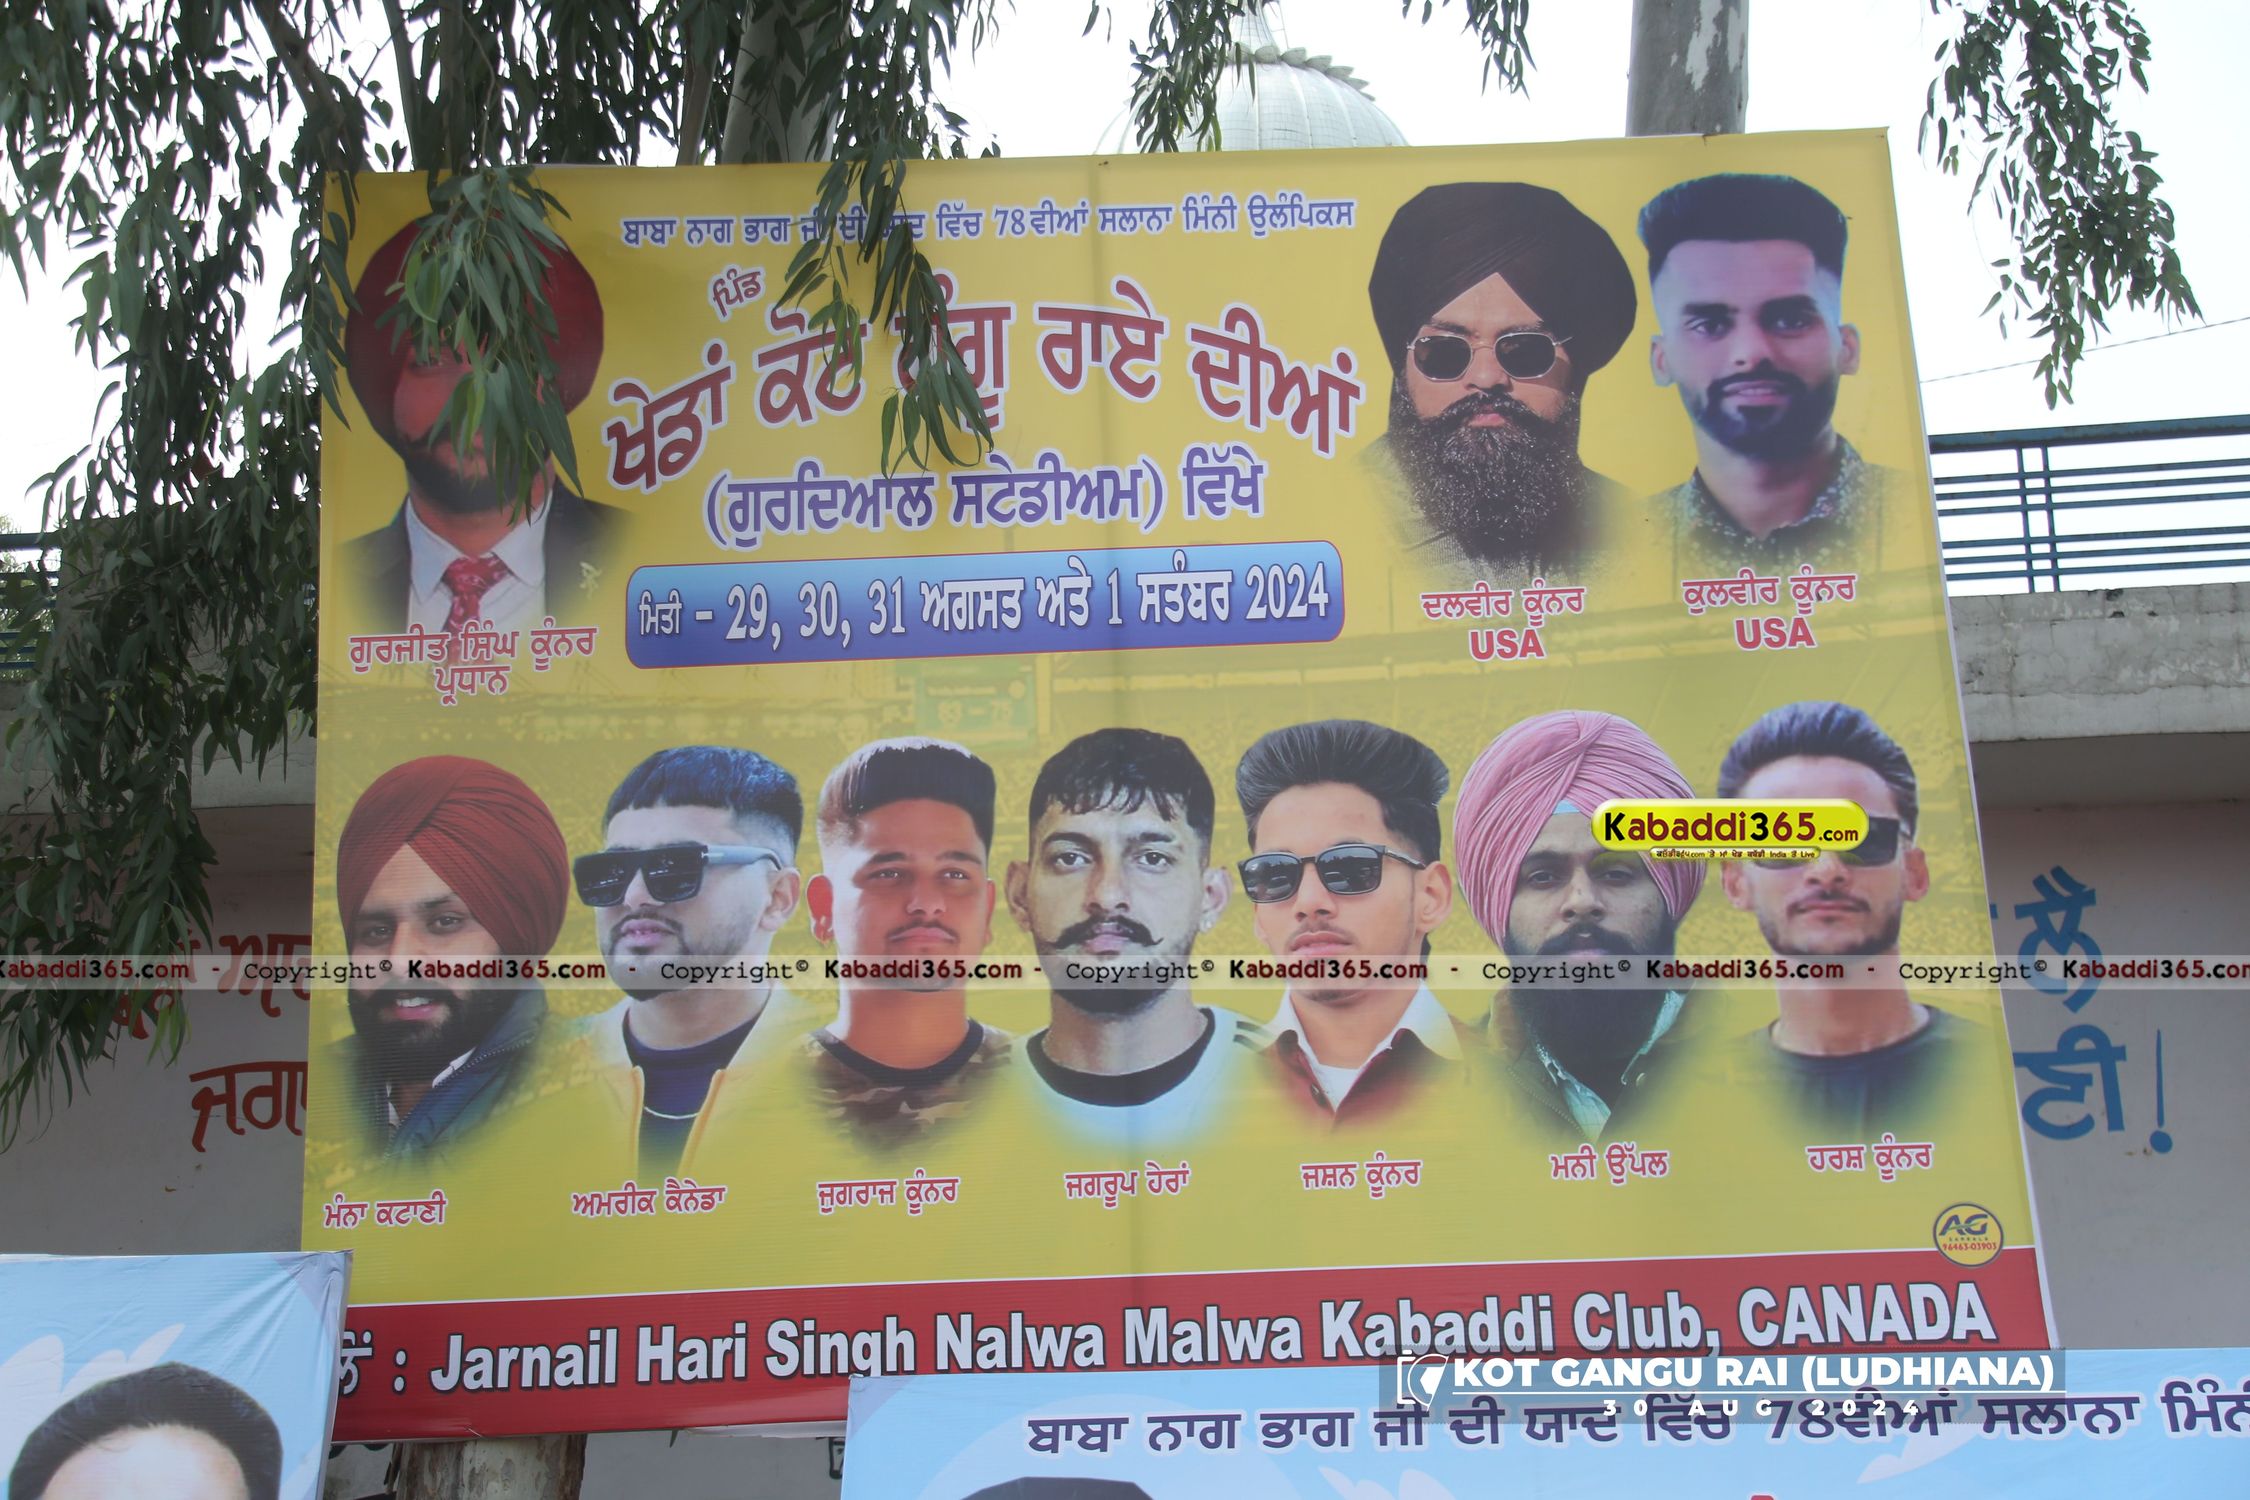 ਬਾਬਾ ਨਾਗ ਭਾਗ ਜੀ ਦੀ ਯਾਦ ਵਿੱਚ 78ਵੀਆਂ ਸਲਾਨਾ ਮਿੰਨੀ ਉਲੰਪਿਕਸ
ਪਿੰਡ
ਖੇਡਾਂ ਕੋਟ ਗੰਗੂ ਰਾਏ ਦੀਆਂ
(ਗੁਰਦਿਆਲ ਸਟੇਡੀਅਮ) ਵਿੱਖੇ
ਮਿਤੀ - 29, 30, 31 ਅਗਸਤ ਅਤੇ 1 ਸਤੰਬਰ 2024
ਗੁਰਜੀਤ ਸਿੰਘ ਕੂੰਨਰ
ਪ੍ਰਧਾਨ
ਦਲਵੀਰ ਕੂੰਨਰ
USA
ਕੁਲਵੀਰ ਕੂੰਨਰ
USA
Kabaddi365.com
Kabaddi365.com - Copyright© Kabaddi365.com - Copyright© Kabaddi365.com - Copyright© Kabaddi365.com - Copyright© Kabaddi365.com - Copyright© Kabaddi365.com
ਮੰਨਾ ਕਟਾਣੀ
ਅਮਰੀਕ ਕੈਨੇਡਾ
ਜੁਗਰਾਜ ਕੂੰਨਰ
ਜਗਰੂਪ ਹੇਰਾਂ
ਜਸ਼ਨ ਕੂੰਨਰ
ਮਨੀ ਉੱਪਲ
ਹਰਸ਼ ਕੂੰਨਰ
AG
96463-03903
: Jarnail Hari Singh Nalwa Malwa Kabaddi Club, CANADA
KOT GANGU RAI (LUDHIANA)
30 AUG 2024
ਬਾਬਾ ਨਾਗ ਭਾਗ ਜੀ ਦੀ ਯਾਦ ਵਿੱਚ 78ਵੀਆਂ ਸਲਾਨਾ